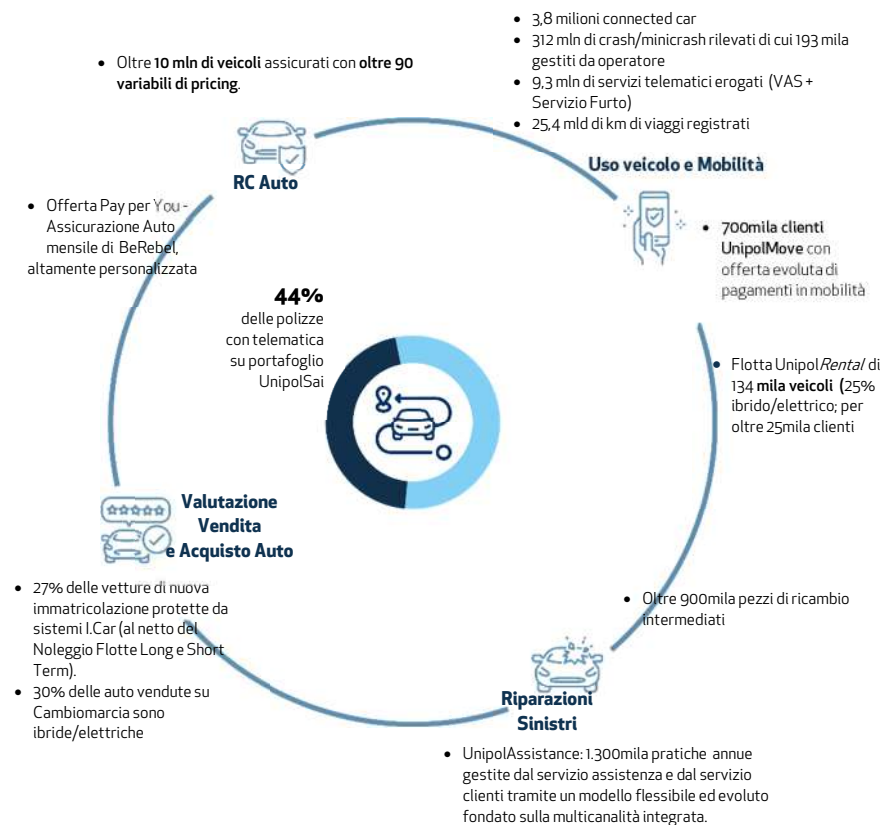 • 3,8 milioni connected car
• 312 mln di crash/minicrash rilevati di cui 193 mila
gestiti da operatore
• 9,3 mln di servizi telematici erogati (VAS +
Servizio Furto)
• 25,4 mld di km di viaggi registrati
• Oltre 10 mln di veicoli assicurati con oltre 90
variabili di pricing.
RC Auto
Uso veicolo e Mobilità
• Offerta Pay per You -
Assicurazione Auto
mensile di BeRebel,
altamente personalizzata
• 700mila clienti
UnipolMove con
offerta evoluta di
pagamenti in mobilità
44%
delle polizze
con telematica
su portafoglio
UnipolSai
• Flotta UnipolRental di
134 mila veicoli (25%
ibrido/elettrico; per
oltre 25mila clienti
Valutazione
Vendita
e Acquisto Auto
• 27% delle vetture di nuova
immatricolazione protette da
sistemi I.Car (al netto del
Noleggio Flotte Long e Short
Term).
• 30% delle auto vendute su
Cambiomarcia sono
ibride/elettriche
• Oltre 900mila pezzi di ricambio
intermediati
Riparazioni
Sinistri
• UnipolAssistance: 1.300mila pratiche annue
gestite dal servizio assistenza e dal servizio
clienti tramite un modello flessibile ed evoluto
fondato sulla multicanalità integrata.